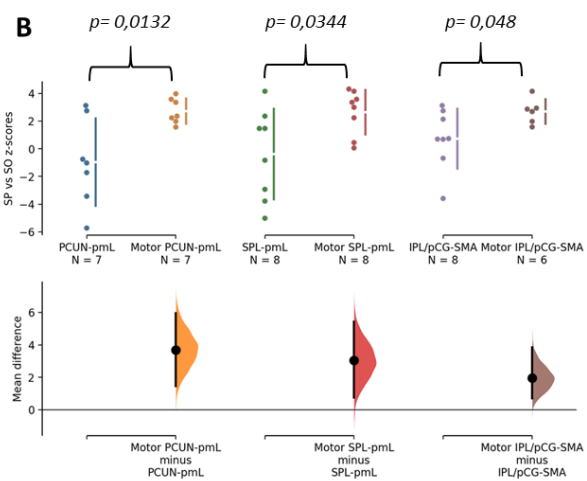 B
p= 0,0132
p= 0,0344
p= 0,048
SP vs SO z-scores
4
2
0
−2
−4
−6
PCUN-pmL
N = 7
Motor PCUN-pmL
N = 7
SPL-pmL
N = 8
Motor SPL-pmL
N = 8
IPL/pCG-SMA
N = 8
Motor IPL/pCG-SMA
N = 6
Mean difference
6
4
2
0
Motor PCUN-pmL
minus
PCUN-pmL
Motor SPL-pmL
minus
SPL-pmL
Motor IPL/pCG-SMA
minus
IPL/pCG-SMA